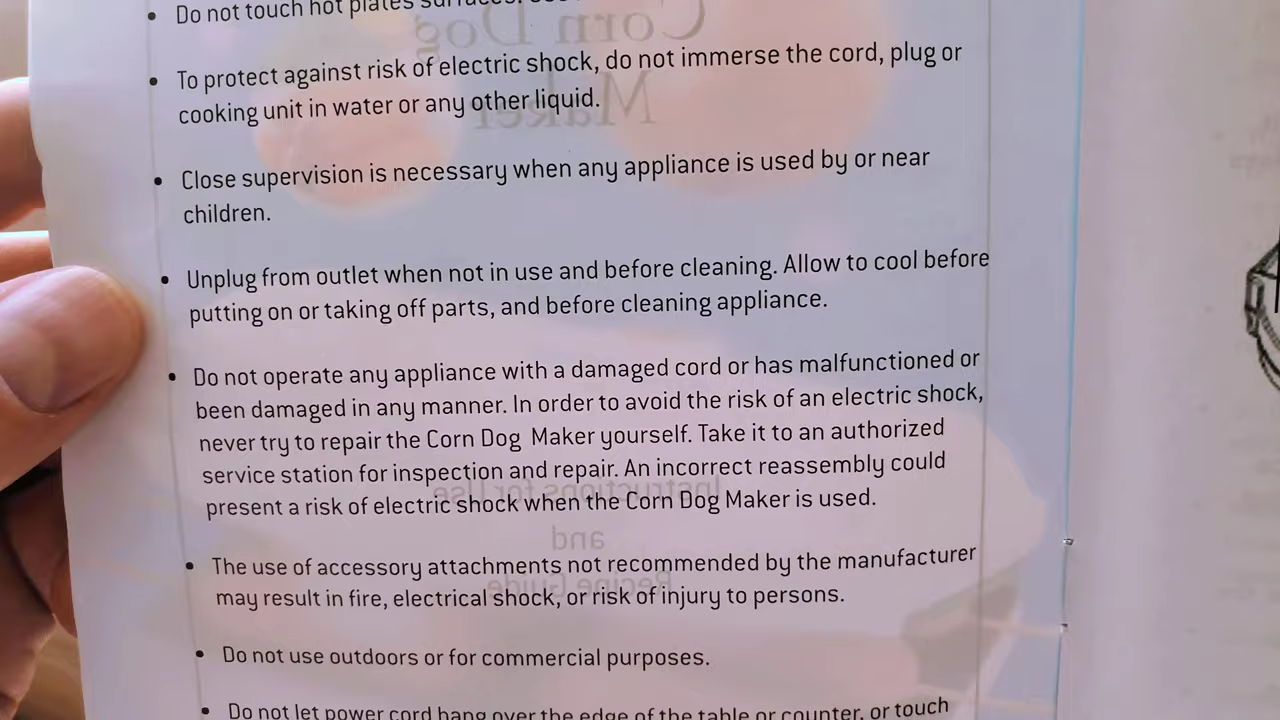 • Do not touch hot plates surfaces.
• To protect against risk of electric shock, do not immerse the cord, plug or
cooking unit in water or any other liquid.
• Close supervision is necessary when any appliance is used by or near
children.
• Unplug from outlet when not in use and before cleaning. Allow to cool before
putting on or taking off parts, and before cleaning appliance.
• Do not operate any appliance with a damaged cord or has malfunctioned or
been damaged in any manner. In order to avoid the risk of an electric shock,
never try to repair the Corn Dog Maker yourself. Take it to an authorized
service station for inspection and repair. An incorrect reassembly could
present a risk of electric shock when the Corn Dog Maker is used.
• The use of accessory attachments not recommended by the manufacturer
may result in fire, electrical shock, or risk of injury to persons.
• Do not use outdoors or for commercial purposes.
• Do not let power cord hang over the edge of the table or counter, or touch
Corn Dog
Maker
Instructions for Use
and
Recipe Guide